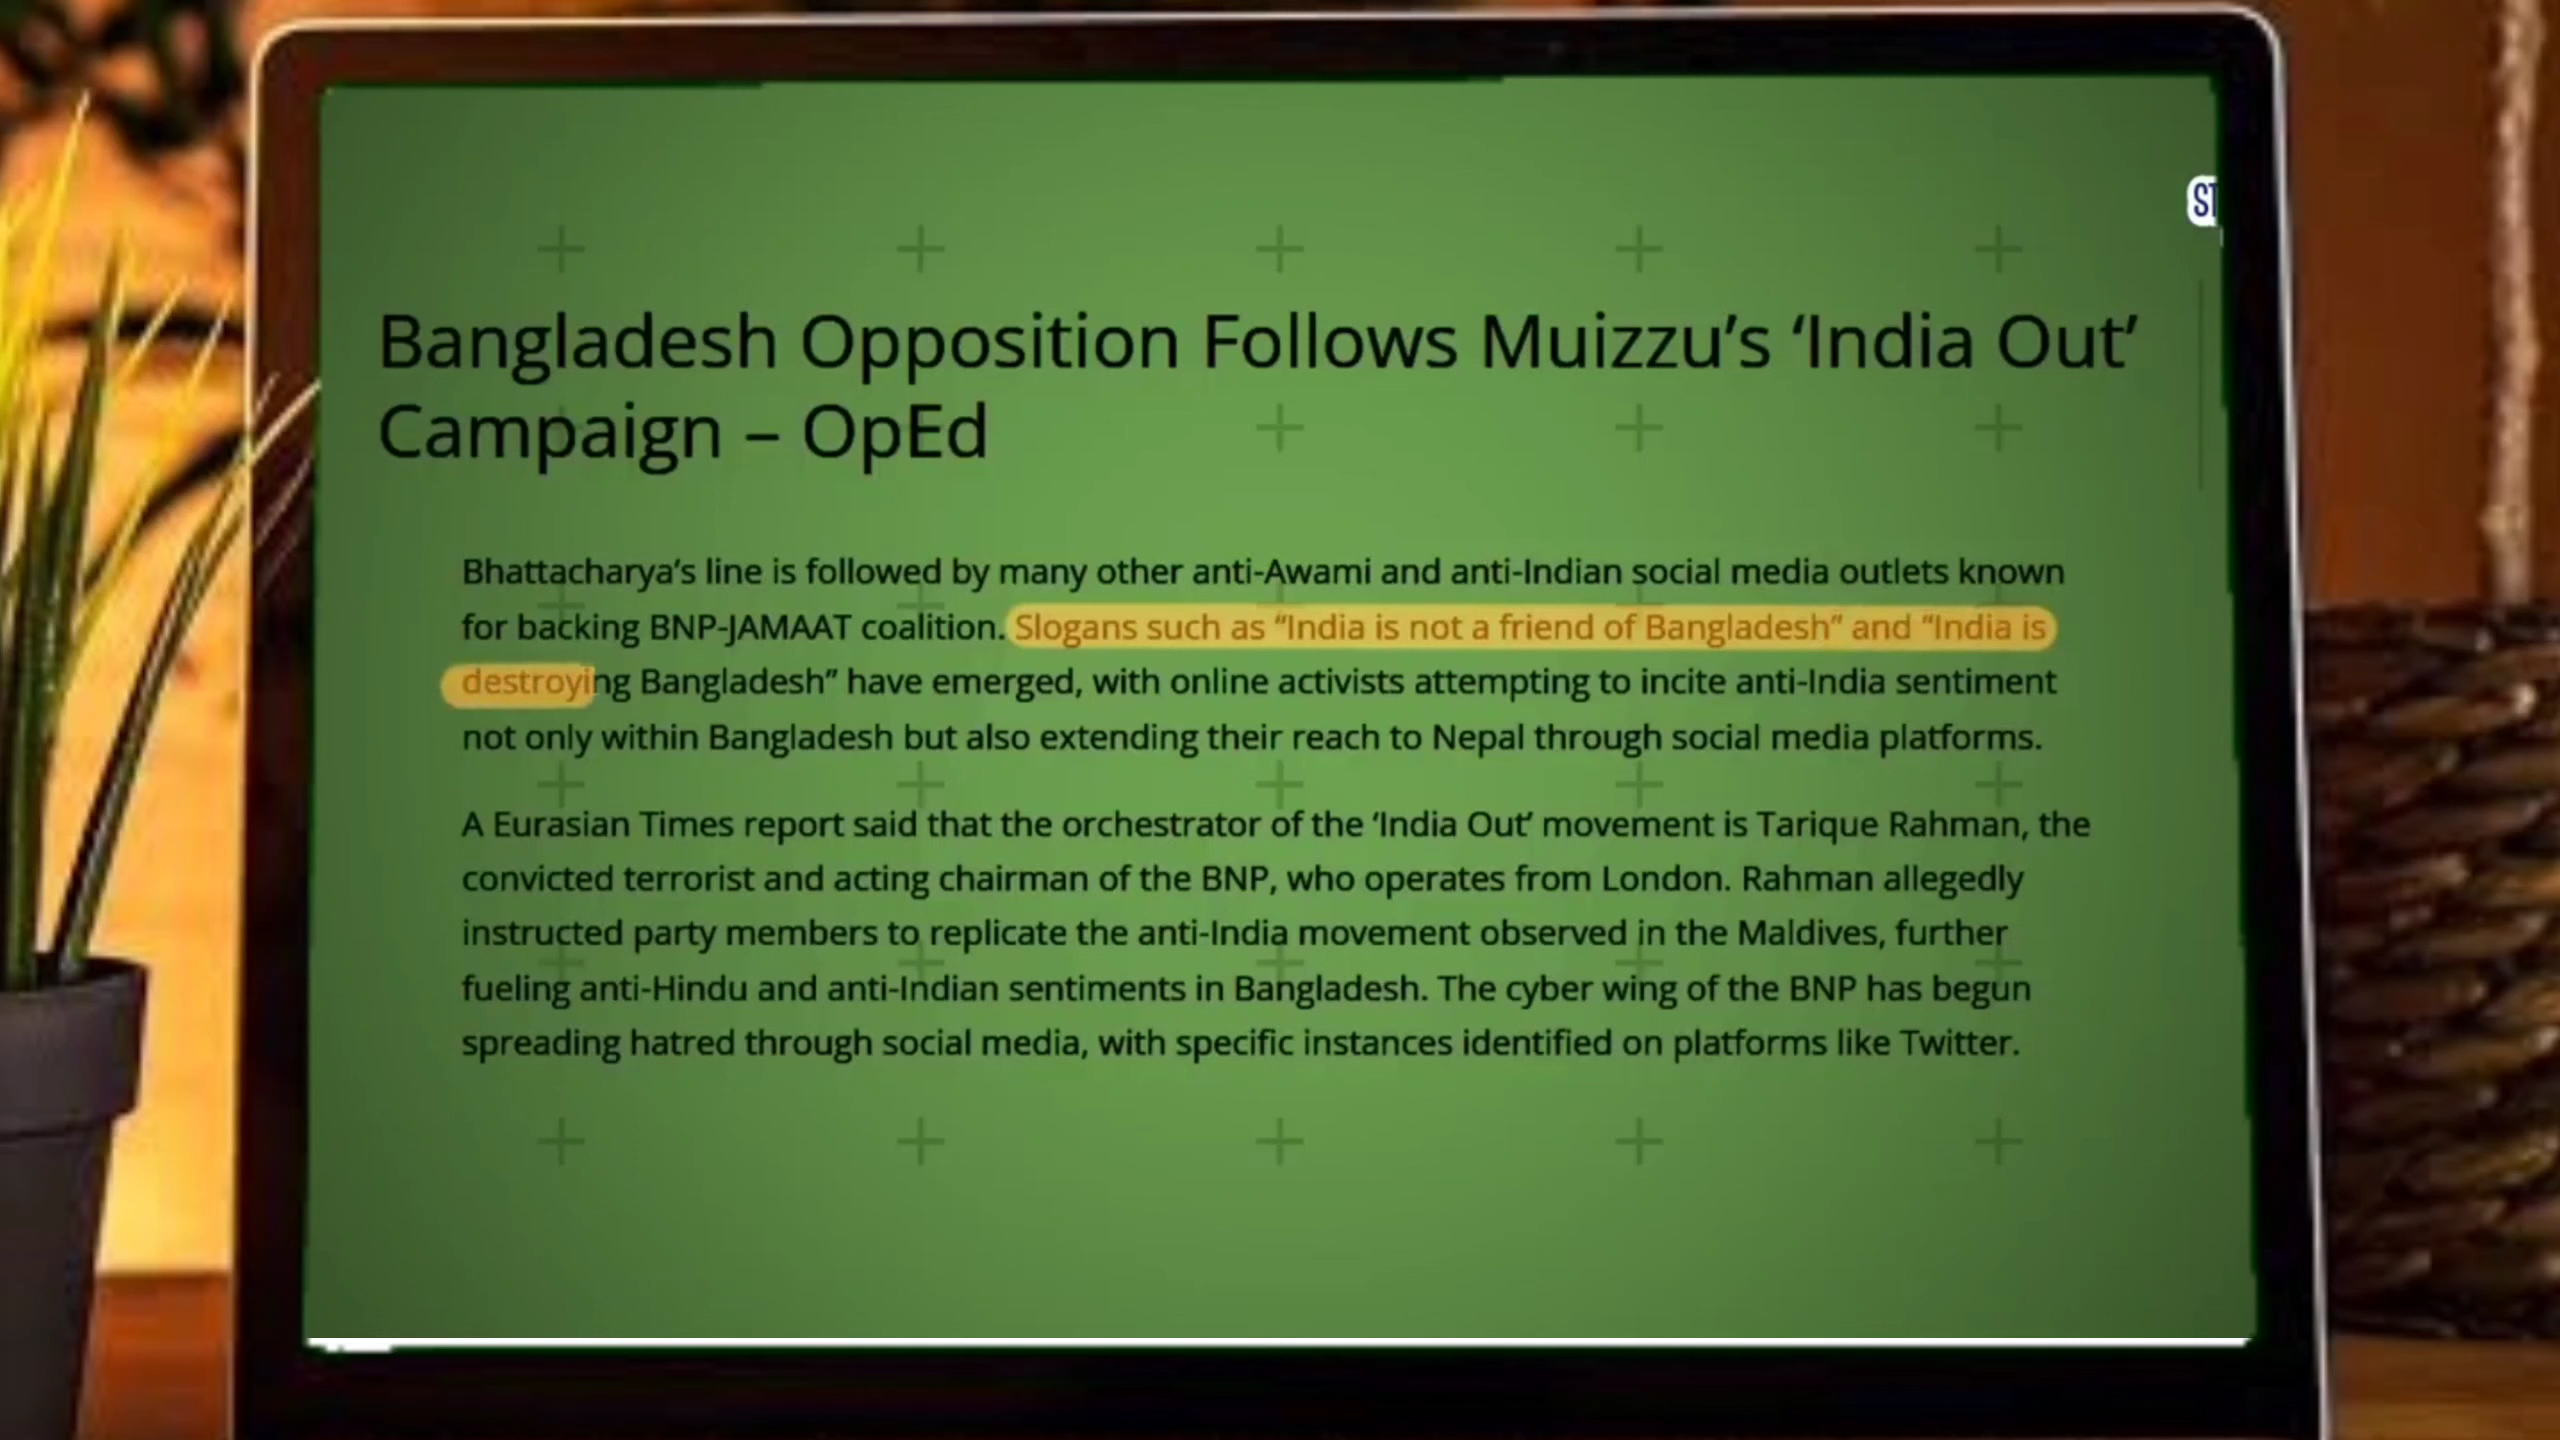 ST
Bangladesh Opposition Follows Muizzu’s ‘India Out’
Campaign – OpEd
Bhattacharya’s line is followed by many other anti-Awami and anti-Indian social media outlets known
for backing BNP-JAMAAT coalition. Slogans such as “India is not a friend of Bangladesh” and “India is
destroying Bangladesh” have emerged, with online activists attempting to incite anti-India sentiment
not only within Bangladesh but also extending their reach to Nepal through social media platforms.
A Eurasian Times report said that the orchestrator of the ‘India Out’ movement is Tarique Rahman, the
convicted terrorist and acting chairman of the BNP, who operates from London. Rahman allegedly
instructed party members to replicate the anti-India movement observed in the Maldives, further
fueling anti-Hindu and anti-Indian sentiments in Bangladesh. The cyber wing of the BNP has begun
spreading hatred through social media, with specific instances identified on platforms like Twitter.